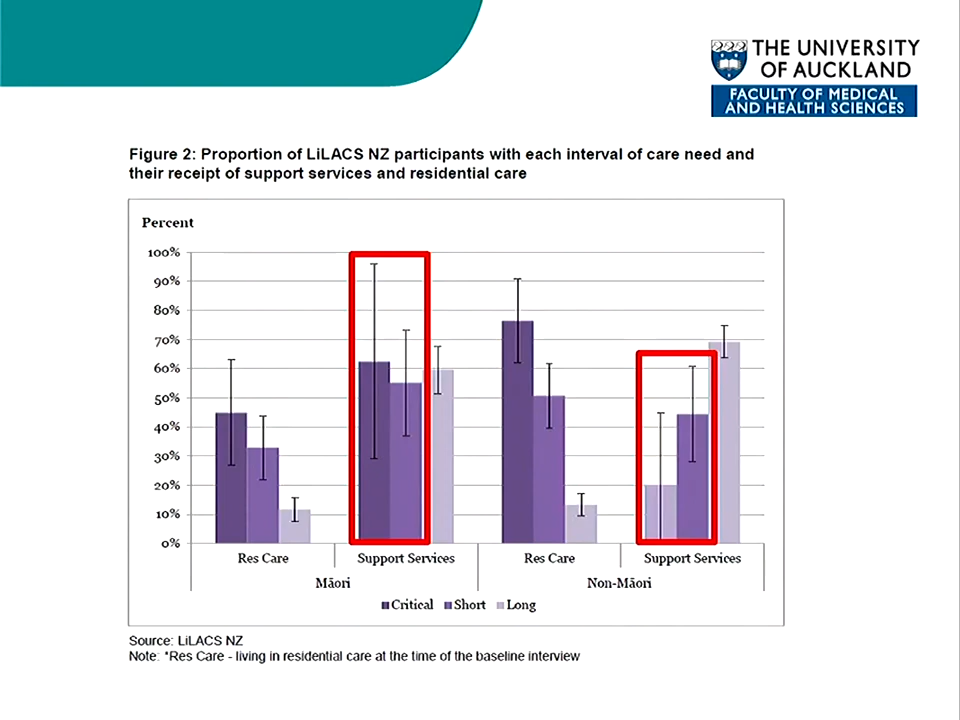 THE UNIVERSITY
OF AUCKLAND
FACULTY OF MEDICAL
AND HEALTH SCIENCES
Figure 2: Proportion of LiLACS NZ participants with each interval of care need and
their receipt of support services and residential care
Percent
100%
90%
80%
70%
60%
50%
40%
30%
20%
10%
0%
Res Care Support Services Res Care Support Services
Māori Non-Māori
Critical Short Long
Source: LiLACS NZ
Note: *Res Care - living in residential care at the time of the baseline interview